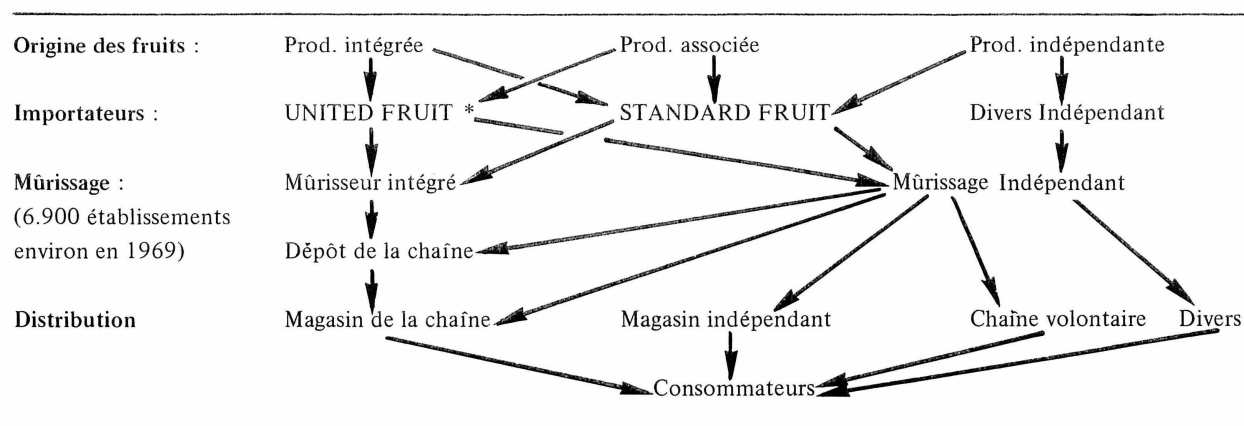 Origine des fruits : Prod. intégrée Prod. associée Prod. indépendante
Importateurs : UNITED FRUIT * STANDARD FRUIT Divers Indépendant
Mûrissage : Mûrisseur intégré Mûrissage Indépendant
(6.900 établissements
environ en 1969) Dépôt de la chaîne
Distribution Magasin de la chaîne Magasin indépendant Chaîne volontaire Divers
Consommateurs